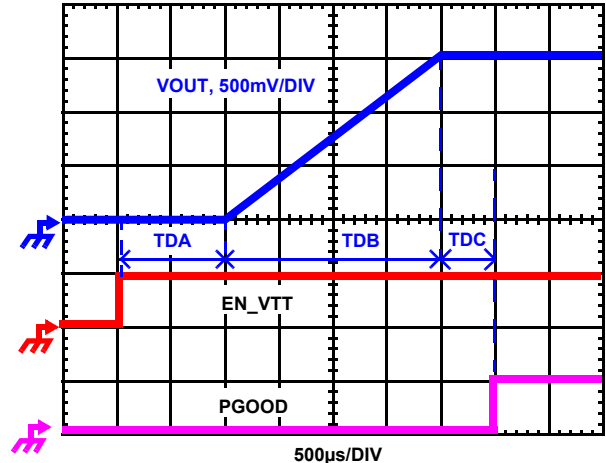 VOUT, 500mV/DIV
TDA
TDB
TDC
EN_VTT
PGOOD
500µs/DIV